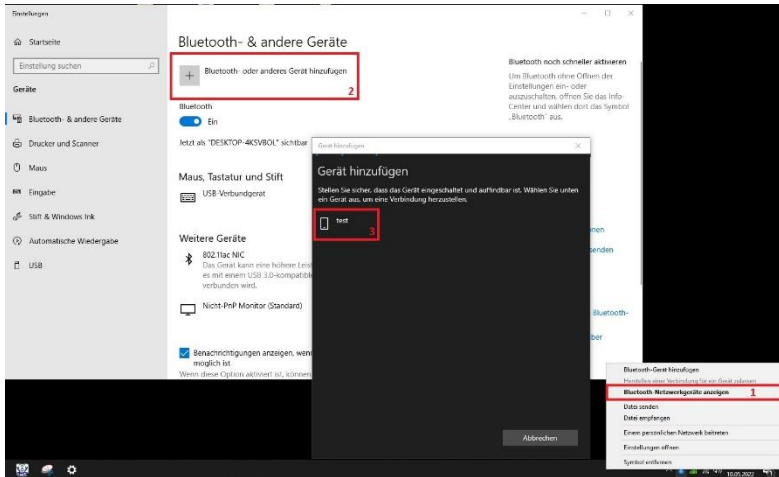 Einstellungen
Startseite
Einstellung suchen
Geräte
Bluetooth- & andere Geräte
Drucker und Scanner
Maus
Eingabe
Stift & Windows Ink
Automatische Wiedergabe
USB
Bluetooth- & andere Geräte
Bluetooth- oder anderes Gerät hinzufügen
2
Bluetooth
Ein
Jetzt als "DESKTOP-4KSVBOL" sichtbar
Maus, Tastatur und Stift
USB-Verbundgerät
Weitere Geräte
802.11ac NIC
Das Gerät kann eine höhere Leis
es mit einem USB 3.0-kompatible
verbunden wird.
Nicht-PnP Monitor (Standard)
Benachrichtigungen anzeigen, wenn
möglich ist
Wenn diese Option aktiviert ist, können
Bluetooth noch schneller aktivieren
Um Bluetooth ohne Öffnen der
Einstellungen ein- oder
auszuschalten, öffnen Sie das Info-
Center und wählen dort das Symbol
„Bluetooth" aus.
nen
senden
Bluetooth-
ber
Gerät hinzufügen
Gerät hinzufügen
Stellen Sie sicher, dass das Gerät eingeschaltet und auffindbar ist. Wählen Sie unten
ein Gerät aus, um eine Verbindung herzustellen.
test
3
Abbrechen
Bluetooth-Gerät hinzufügen
Herstellen einer Verbindung für ein Gerät zulassen
Bluetooth-Netzwerkgeräte anzeigen 1
Datei senden
Datei empfangen
Einem persönlichen Netzwerk beitreten
Einstellungen öffnen
Symbol entfernen
10.05.2022